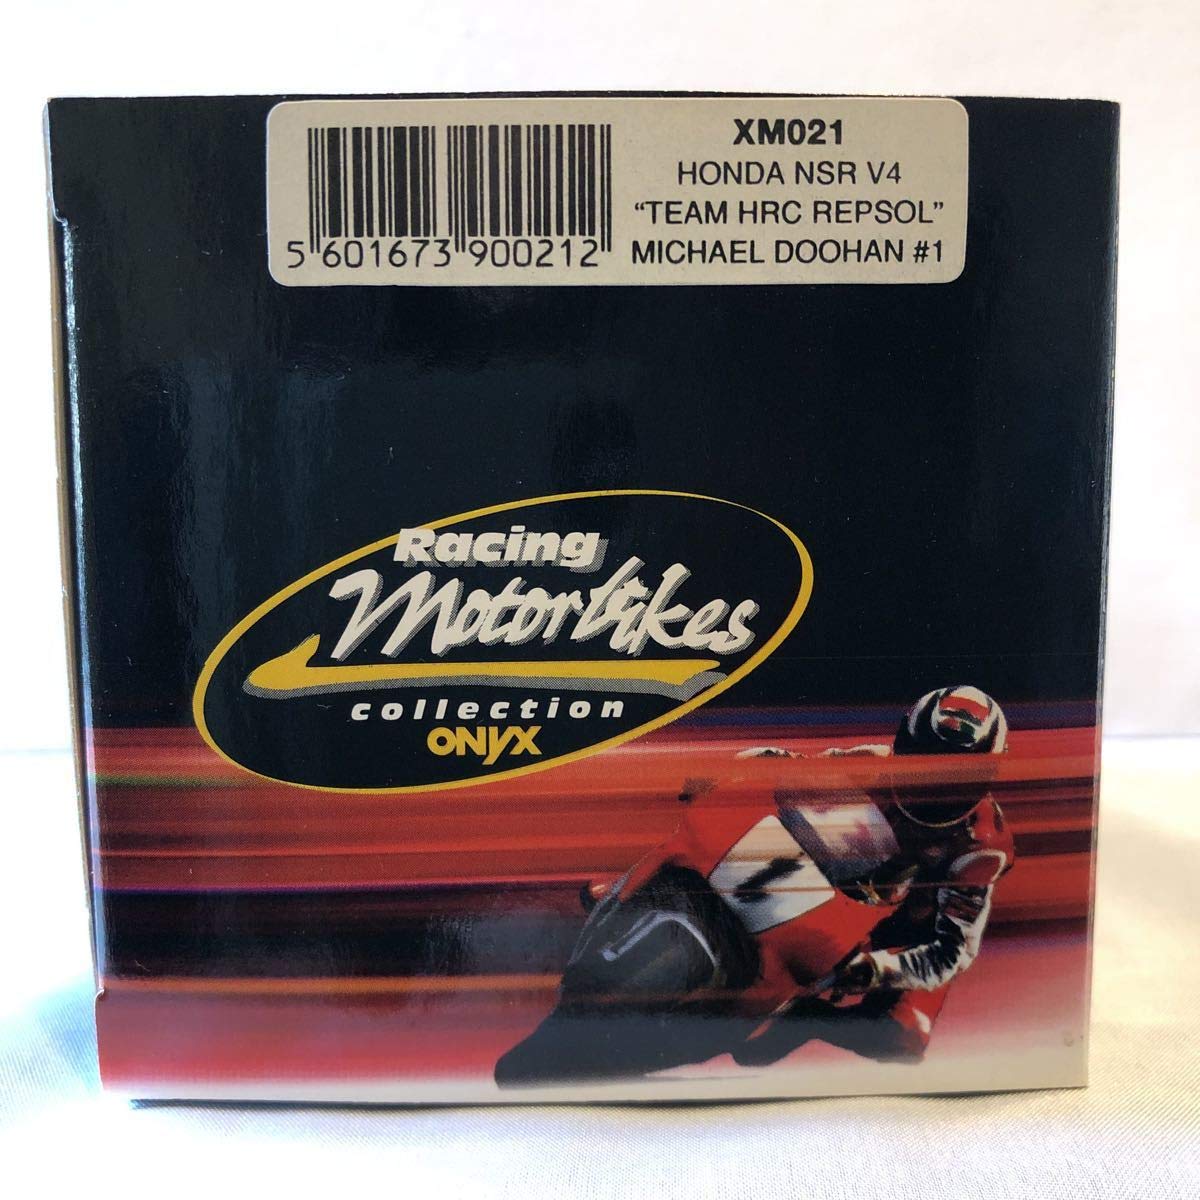 XM021
HONDA NSR V4
“TEAM HRC REPSOL”
MICHAEL DOOHAN #1
5 601673 900212
Racing
Motorbikes
collection
ONYX